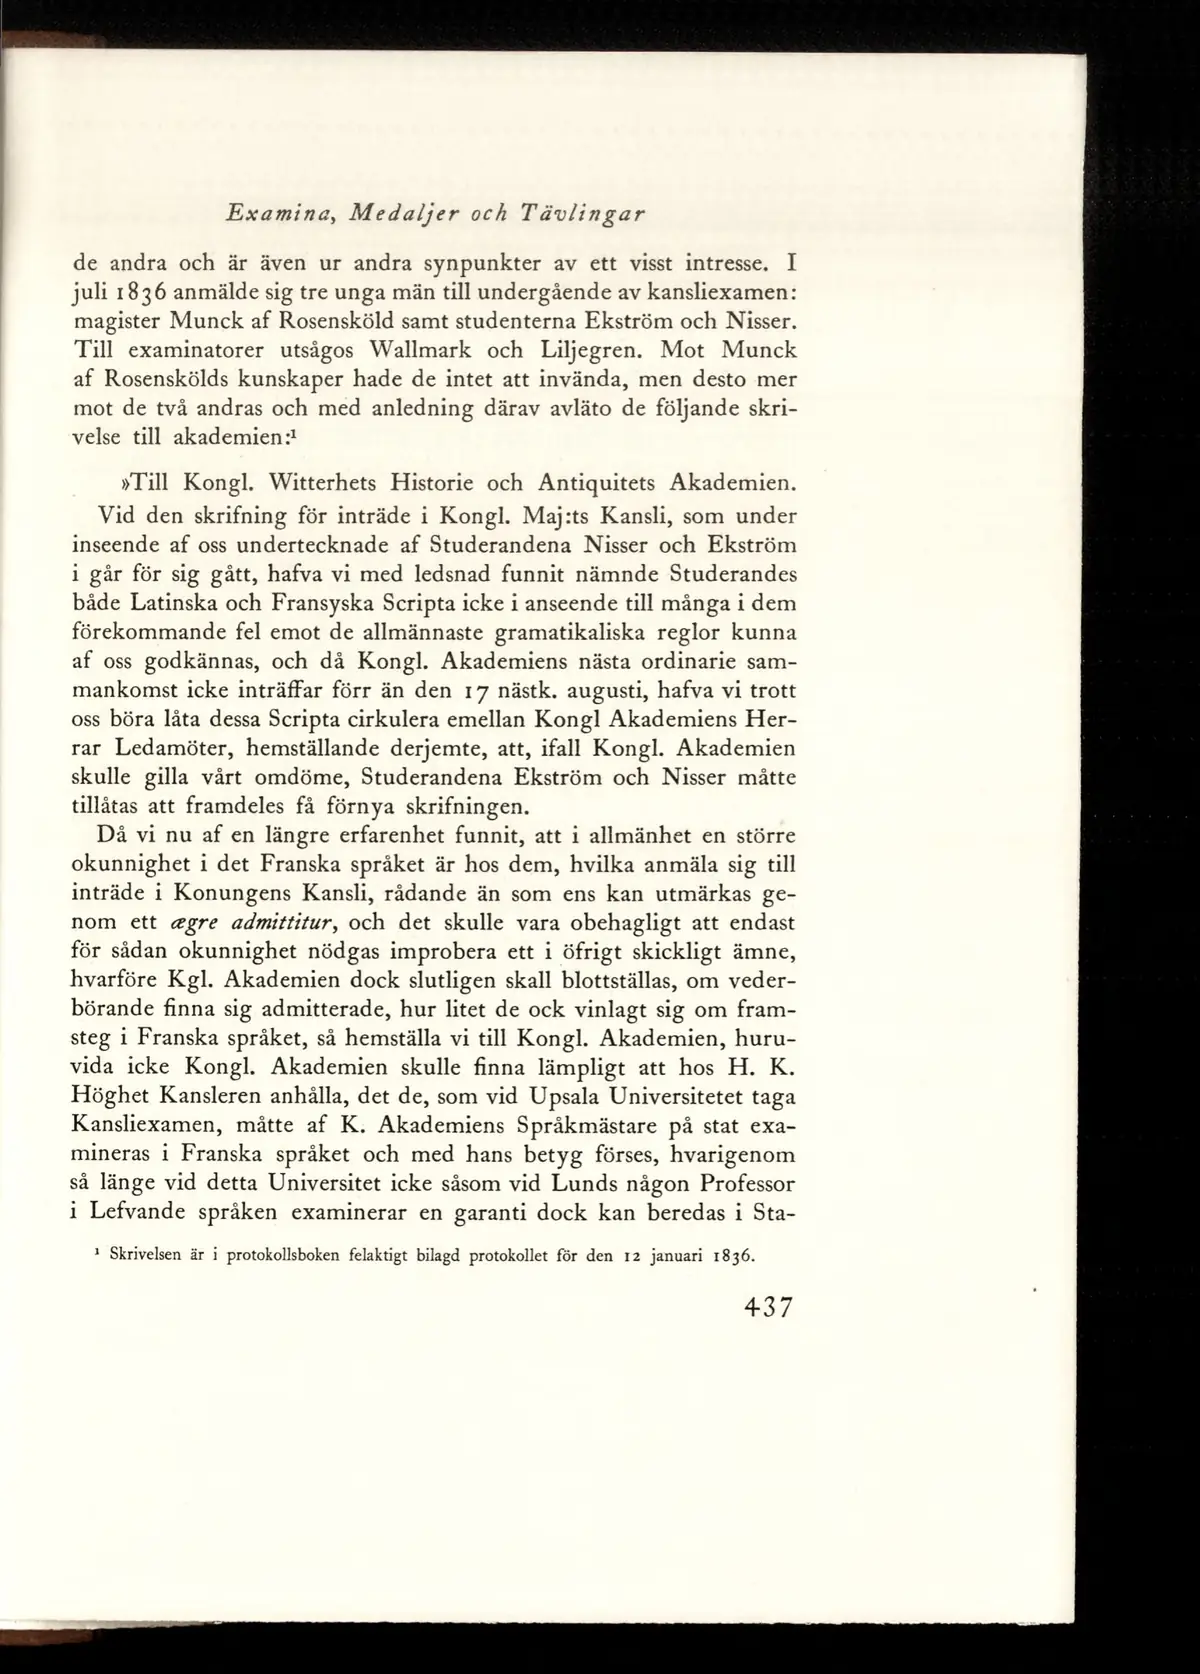 Examina, Medaljer och Tävlingar
de andra och är även ur andra synpunkter av ett visst intresse. I
juli 1836 anmälde sig tre unga män till undergående av kansliexamen:
magister Munck af Rosensköld samt studenterna Ekström och Nisser.
Till examinatorer utsågos Wallmark och Liljegren. Mot Munck
af Rosenskölds kunskaper hade de intet att invända, men desto mer
mot de två andras och med anledning därav avläto de följande skri-
velse till akademien:¹
»Till Kongl. Witterhets Historie och Antiquitets Akademien.
Vid den skrifning för inträde i Kongl. Maj:ts Kansli, som under
inseende af oss undertecknade af Studerandena Nisser och Ekström
i går för sig gått, hafva vi med ledsnad funnit nämnde Studerandes
både Latinska och Fransyska Scripta icke i anseende till många i dem
förekommande fel emot de allmännaste gramatikaliska reglor kunna
af oss godkännas, och då Kongl. Akademiens nästa ordinarie sam-
mankomst icke inträffar förr än den 17 nästk. augusti, hafva vi trott
oss böra låta dessa Scripta cirkulera emellan Kongl Akademiens Her-
rar Ledamöter, hemställande derjemte, att, ifall Kongl. Akademien
skulle gilla vårt omdöme, Studerandena Ekström och Nisser måtte
tillåtas att framdeles få förnya skrifningen.
Då vi nu af en längre erfarenhet funnit, att i allmänhet en större
okunnighet i det Franska språket är hos dem, hvilka anmäla sig till
inträde i Konungens Kansli, rådande än som ens kan utmärkas ge-
nom ett ægre admittitur, och det skulle vara obehagligt att endast
för sådan okunnighet nödgas improbera ett i öfrigt skickligt ämne,
hvarföre Kgl. Akademien dock slutligen skall blottställas, om veder-
börande finna sig admitterade, hur litet de ock vinlagt sig om fram-
steg i Franska språket, så hemställa vi till Kongl. Akademien, huru-
vida icke Kongl. Akademien skulle finna lämpligt att hos H. K.
Höghet Kansleren anhålla, det de, som vid Upsala Universitetet taga
Kansliexamen, måtte af K. Akademiens Språkmästare på stat exa-
mineras i Franska språket och med hans betyg förses, hvarigenom
så länge vid detta Universitet icke såsom vid Lunds någon Professor
i Lefvande språken examinerar en garanti dock kan beredas i Sta-
¹ Skrivelsen är i protokollsboken felaktigt bilagd protokollet för den 12 januari 1836.
437